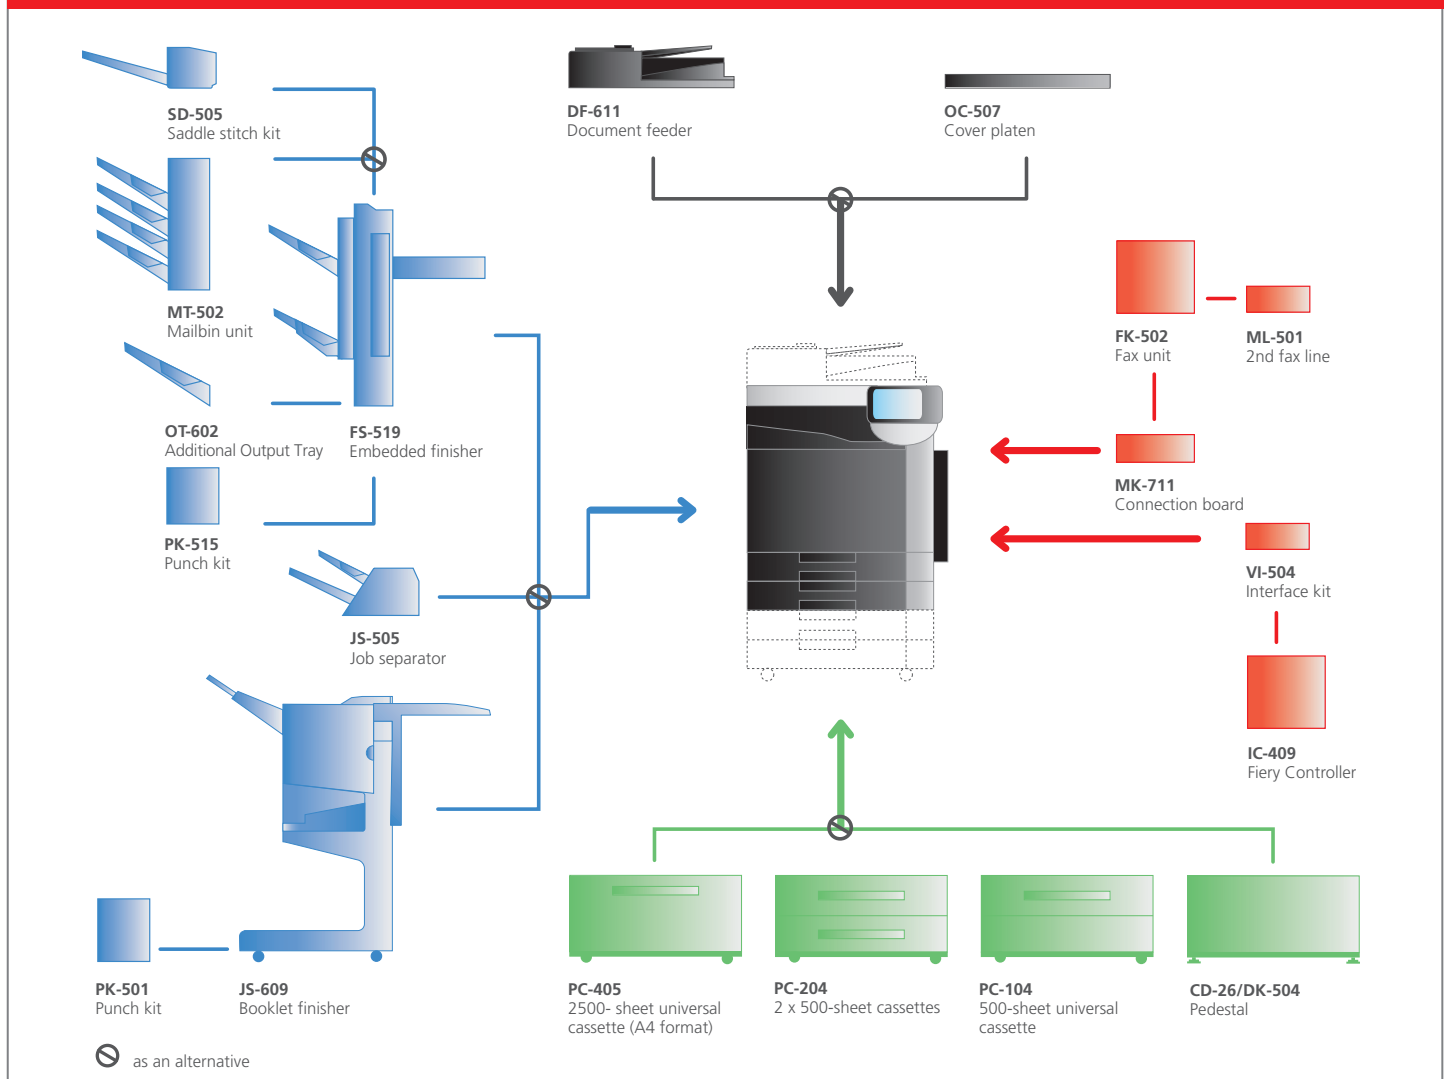 SD-505
Saddle stitch kit
MT-502
Mailbin unit
OT-602
Additional Output Tray
FS-519
Embedded finisher
PK-515
Punch kit
JS-505
Job separator
PK-501
Punch kit
JS-609
Booklet finisher
as an alternative
DF-611
Document feeder
OC-507
Cover platen
FK-502
Fax unit
ML-501
2nd fax line
MK-711
Connection board
VI-504
Interface kit
IC-409
Fiery Controller
PC-405
2500- sheet universal
cassette (A4 format)
PC-204
2 x 500-sheet cassettes
PC-104
500-sheet universal
cassette
CD-26/DK-504
Pedestal